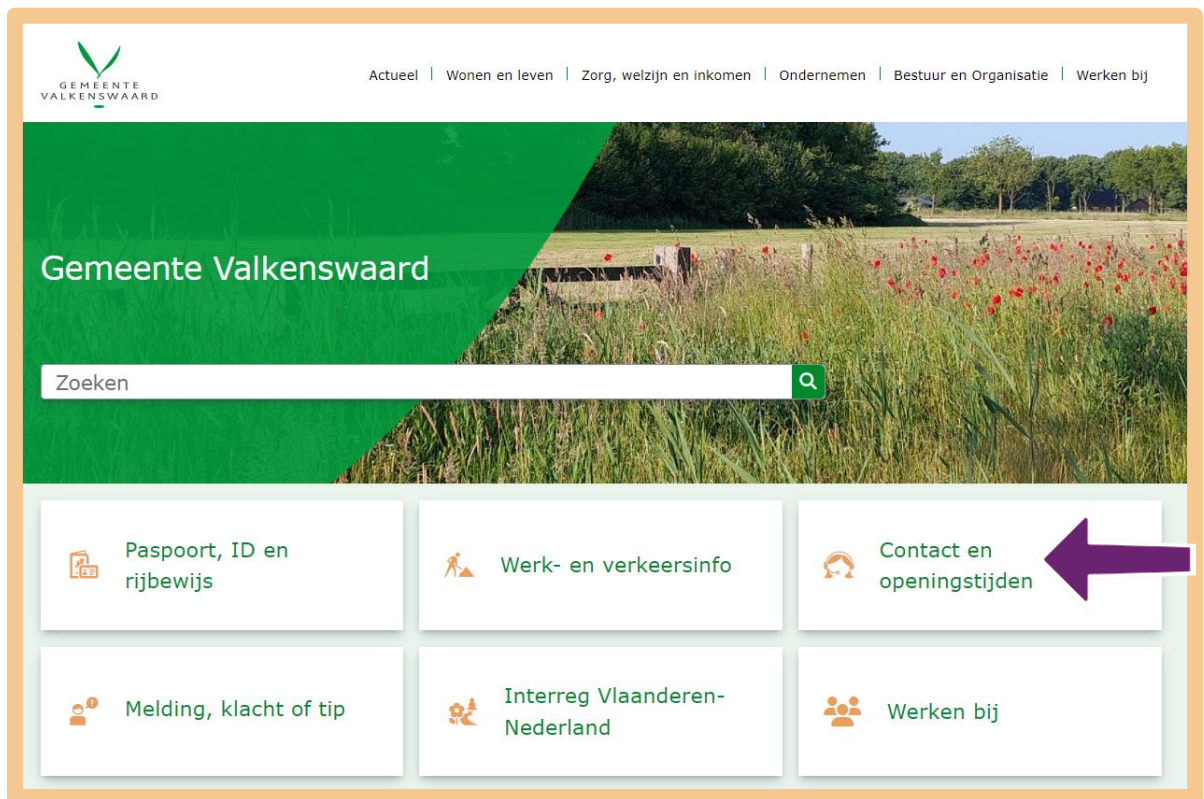 GEMEENTE
VALKENSWAARD
Actueel | Wonen en leven | Zorg, welzijn en inkomen | Ondernemen | Bestuur en Organisatie | Werken bij
Gemeente Valkenswaard
Zoeken
Paspoort, ID en
rijbewijs
Werk- en verkeersinfo
Contact en
openingstijden
Melding, klacht of tip
Interreg Vlaanderen-
Nederland
Werken bij